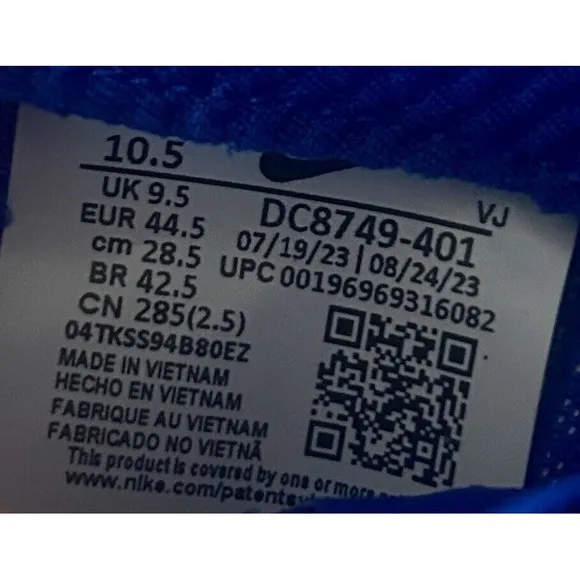 10.5
UK 9.5
EUR 44.5
cm 28.5
BR 42.5
CN 285(2.5)
VJ
DC8749-401
07/19/23 | 08/24/23
UPC 00196969316082
04TKSS94B80EZ
MADE IN VIETNAM
HECHO EN VIETNAM
FABRIQUE AU VIETNAM
FABRICADO NO VIETNÃ
This product is covered by one or more
www.nike.com/patents